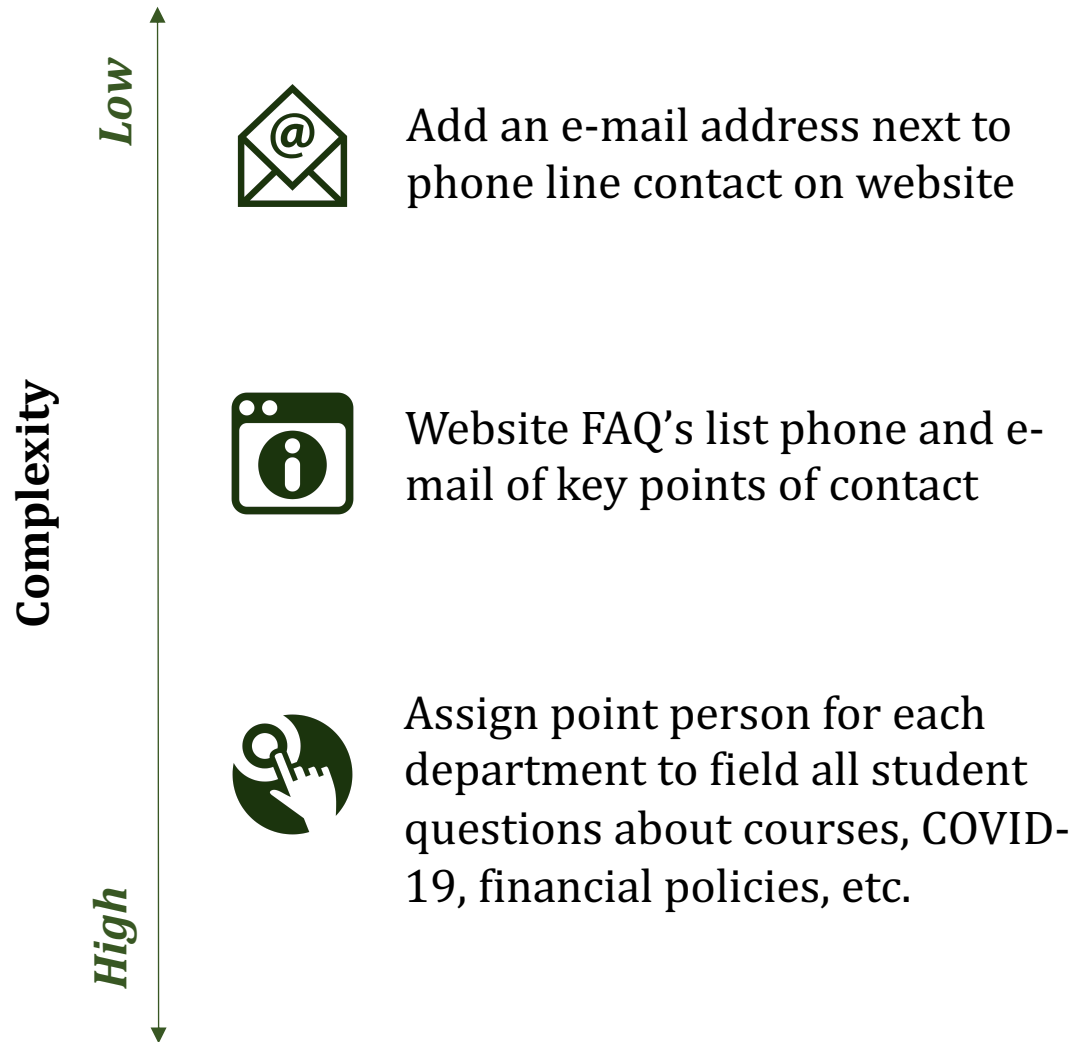 Complexity
Low
@
Add an e-mail address next to
phone line contact on website
Website FAQ’s list phone and e-
mail of key points of contact
Assign point person for each
department to field all student
questions about courses, COVID-
19, financial policies, etc.
High